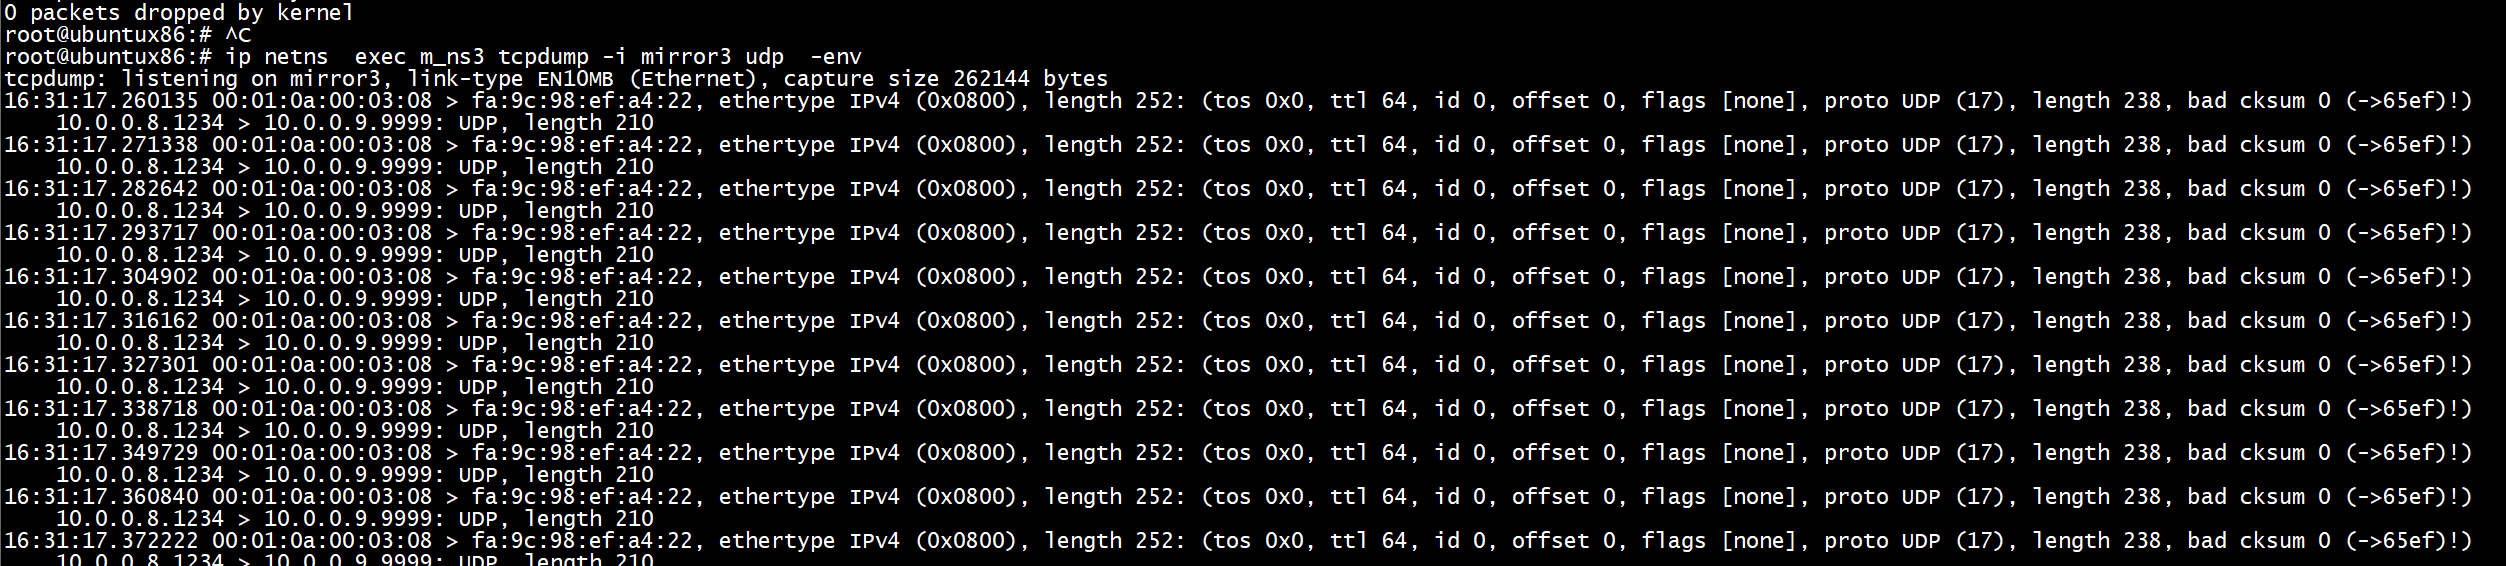 0 packets dropped by kernel
root@ubuntux86:# ^C
root@ubuntux86:# ip netns  exec m_ns3 tcpdump -i mirror3 udp  -env
tcpdump: listening on mirror3, link-type EN10MB (Ethernet), capture size 262144 bytes
16:31:17.260135 00:01:0a:00:03:08 > fa:9c:98:ef:a4:22, ethertype IPv4 (0x0800), length 252: (tos 0x0, ttl 64, id 0, offset 0, flags [none], proto UDP (17), length 238, bad cksum 0 (->65ef)!)
    10.0.0.8.1234 > 10.0.0.9.9999: UDP, length 210
16:31:17.271338 00:01:0a:00:03:08 > fa:9c:98:ef:a4:22, ethertype IPv4 (0x0800), length 252: (tos 0x0, ttl 64, id 0, offset 0, flags [none], proto UDP (17), length 238, bad cksum 0 (->65ef)!)
    10.0.0.8.1234 > 10.0.0.9.9999: UDP, length 210
16:31:17.282642 00:01:0a:00:03:08 > fa:9c:98:ef:a4:22, ethertype IPv4 (0x0800), length 252: (tos 0x0, ttl 64, id 0, offset 0, flags [none], proto UDP (17), length 238, bad cksum 0 (->65ef)!)
    10.0.0.8.1234 > 10.0.0.9.9999: UDP, length 210
16:31:17.293717 00:01:0a:00:03:08 > fa:9c:98:ef:a4:22, ethertype IPv4 (0x0800), length 252: (tos 0x0, ttl 64, id 0, offset 0, flags [none], proto UDP (17), length 238, bad cksum 0 (->65ef)!)
    10.0.0.8.1234 > 10.0.0.9.9999: UDP, length 210
16:31:17.304902 00:01:0a:00:03:08 > fa:9c:98:ef:a4:22, ethertype IPv4 (0x0800), length 252: (tos 0x0, ttl 64, id 0, offset 0, flags [none], proto UDP (17), length 238, bad cksum 0 (->65ef)!)
    10.0.0.8.1234 > 10.0.0.9.9999: UDP, length 210
16:31:17.316162 00:01:0a:00:03:08 > fa:9c:98:ef:a4:22, ethertype IPv4 (0x0800), length 252: (tos 0x0, ttl 64, id 0, offset 0, flags [none], proto UDP (17), length 238, bad cksum 0 (->65ef)!)
    10.0.0.8.1234 > 10.0.0.9.9999: UDP, length 210
16:31:17.327301 00:01:0a:00:03:08 > fa:9c:98:ef:a4:22, ethertype IPv4 (0x0800), length 252: (tos 0x0, ttl 64, id 0, offset 0, flags [none], proto UDP (17), length 238, bad cksum 0 (->65ef)!)
    10.0.0.8.1234 > 10.0.0.9.9999: UDP, length 210
16:31:17.338718 00:01:0a:00:03:08 > fa:9c:98:ef:a4:22, ethertype IPv4 (0x0800), length 252: (tos 0x0, ttl 64, id 0, offset 0, flags [none], proto UDP (17), length 238, bad cksum 0 (->65ef)!)
    10.0.0.8.1234 > 10.0.0.9.9999: UDP, length 210
16:31:17.349729 00:01:0a:00:03:08 > fa:9c:98:ef:a4:22, ethertype IPv4 (0x0800), length 252: (tos 0x0, ttl 64, id 0, offset 0, flags [none], proto UDP (17), length 238, bad cksum 0 (->65ef)!)
    10.0.0.8.1234 > 10.0.0.9.9999: UDP, length 210
16:31:17.360840 00:01:0a:00:03:08 > fa:9c:98:ef:a4:22, ethertype IPv4 (0x0800), length 252: (tos 0x0, ttl 64, id 0, offset 0, flags [none], proto UDP (17), length 238, bad cksum 0 (->65ef)!)
    10.0.0.8.1234 > 10.0.0.9.9999: UDP, length 210
16:31:17.372222 00:01:0a:00:03:08 > fa:9c:98:ef:a4:22, ethertype IPv4 (0x0800), length 252: (tos 0x0, ttl 64, id 0, offset 0, flags [none], proto UDP (17), length 238, bad cksum 0 (->65ef)!)
    10.0.0.8.1234 > 10.0.0.9.9999: UDP, length 210